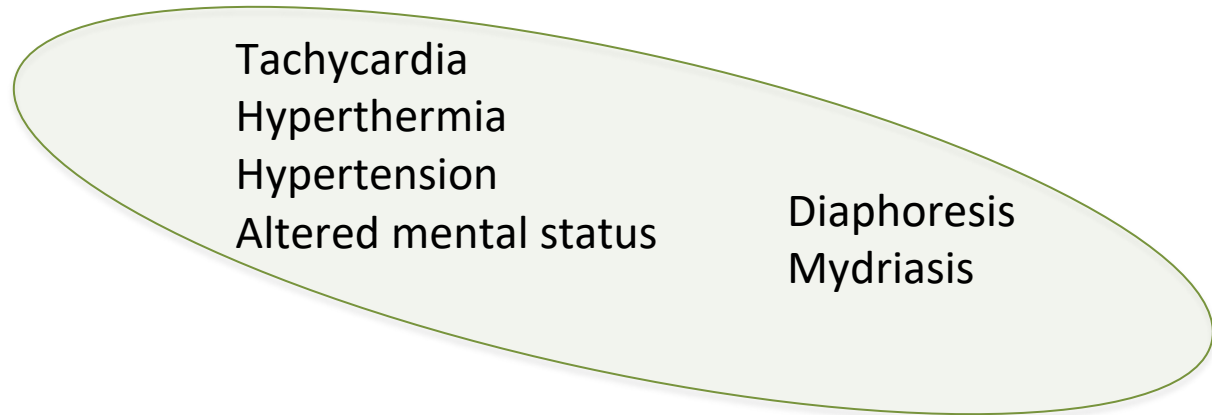 Tachycardia
Hyperthermia
Hypertension
Altered mental status
Diaphoresis
Mydriasis